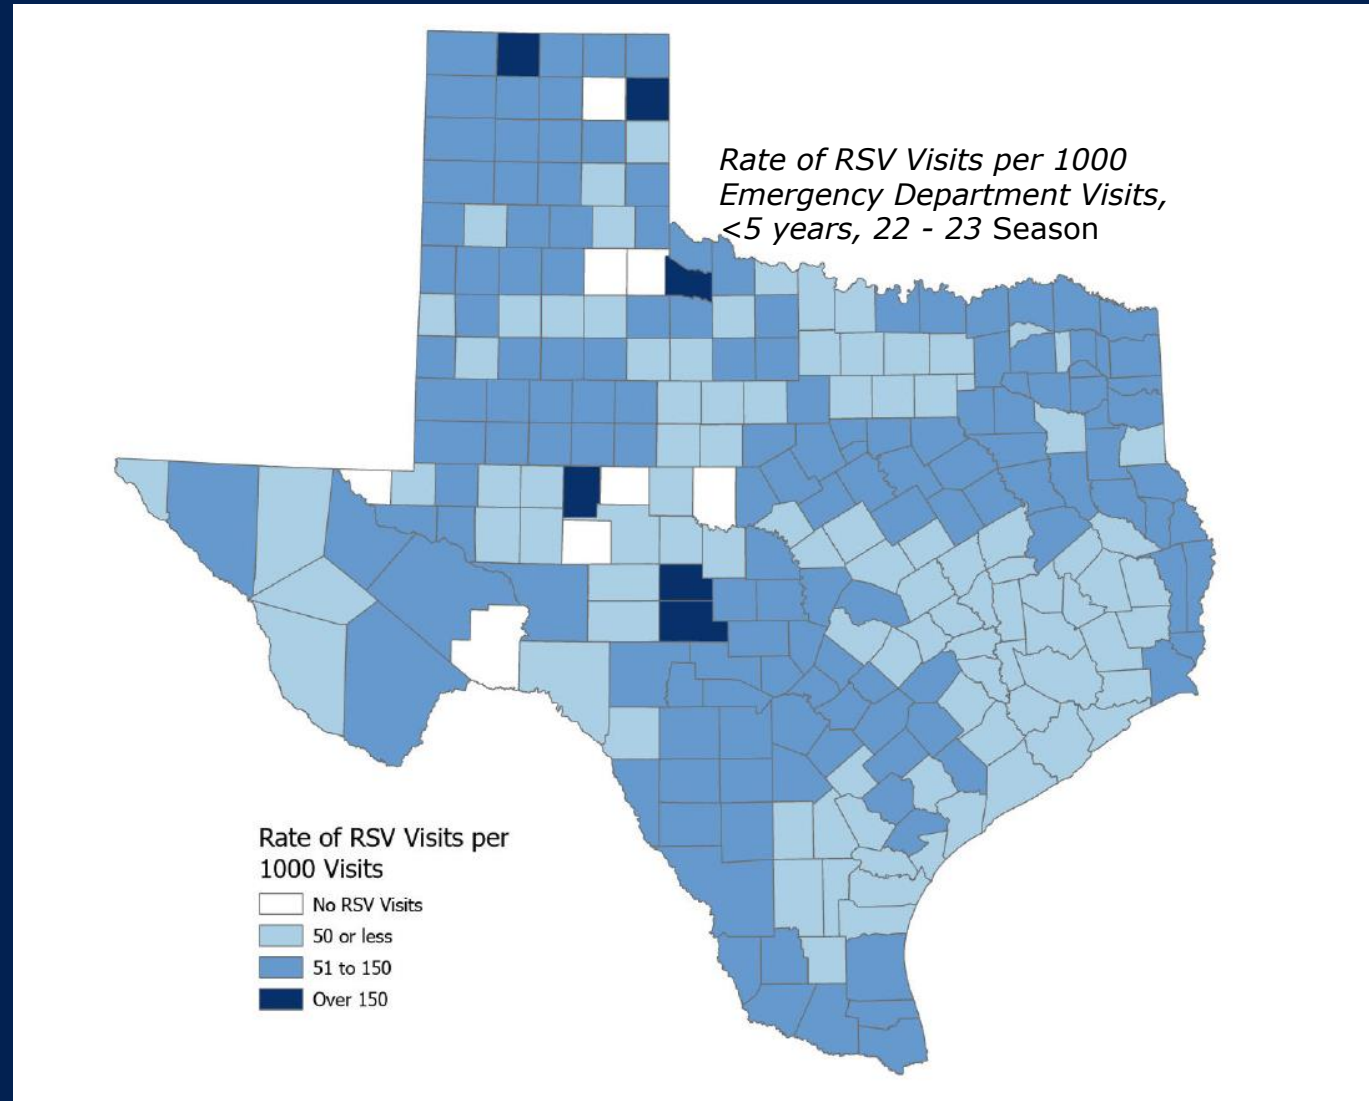 Rate of RSV Visits per 1000
Emergency Department Visits,
<5 years, 22 - 23 Season
Rate of RSV Visits per
1000 Visits
No RSV Visits
50 or less
51 to 150
Over 150